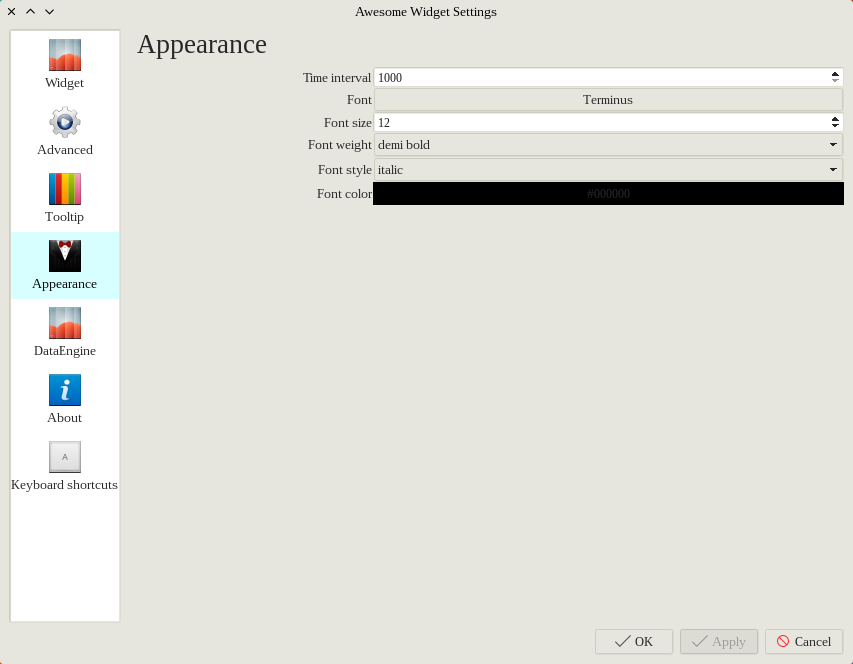 Awesome Widget Settings
Widget
Advanced
Tooltip
Appearance
DataEngine
About
A
Keyboard shortcuts
Appearance
Time interval 1000
Font Terminus
Font size 12
Font weight demi bold
Font style italic
Font color #000000
OK Apply Cancel